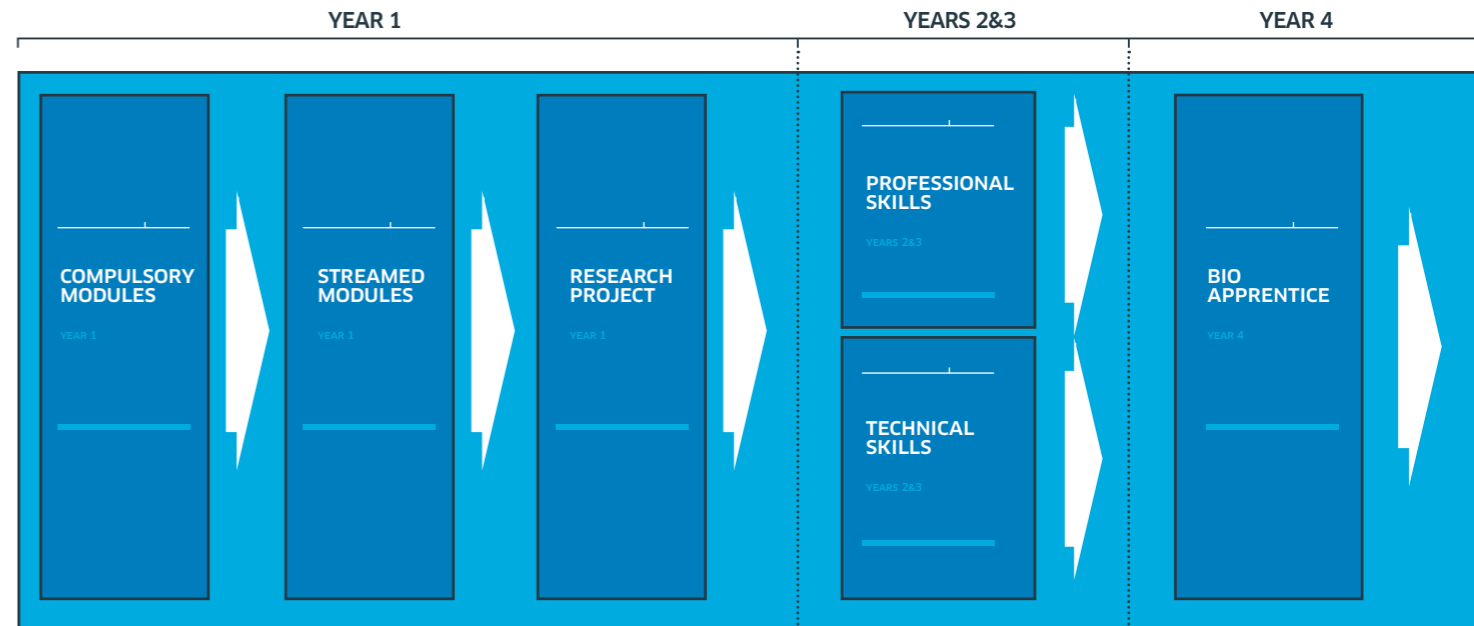 YEAR 1
YEARS 2&3
YEAR 4
COMPULSORY
MODULES
YEAR 1
STREAMED
MODULES
YEAR 1
RESEARCH
PROJECT
YEAR 1
PROFESSIONAL
SKILLS
YEARS 2&3
TECHNICAL
SKILLS
YEARS 2&3
BIO
APPRENTICE
YEAR 4